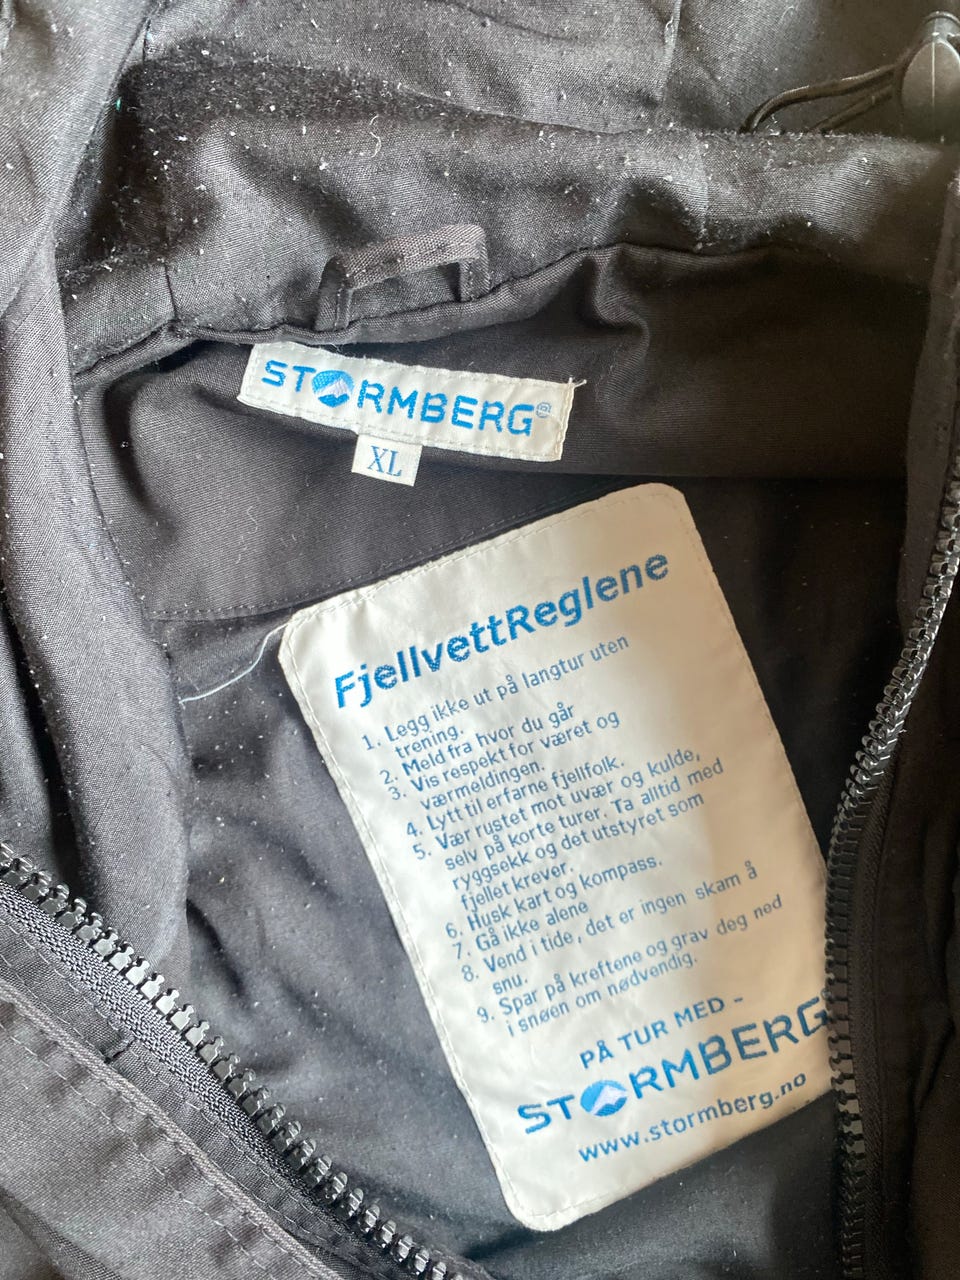 STORMBERG®
XL
FjellvettReglene
1. Legg ikke ut på langtur uten
trening.
2. Meld fra hvor du går
3. Vis respekt for været og
værmeldingen.
4. Lytt til erfarne fjellfolk.
5. Vær rustet mot uvær og kulde,
selv på korte turer. Ta alltid med
ryggsekk og det utstyret som
fjellet krever.
6. Husk kart og kompass.
7. Gå ikke alene
8. Vend i tide, det er ingen skam å
snu.
9. Spar på kreftene og grav deg ned
i snøen om nødvendig.
PÅ TUR MED -
STORMBERG®
www.stormberg.no